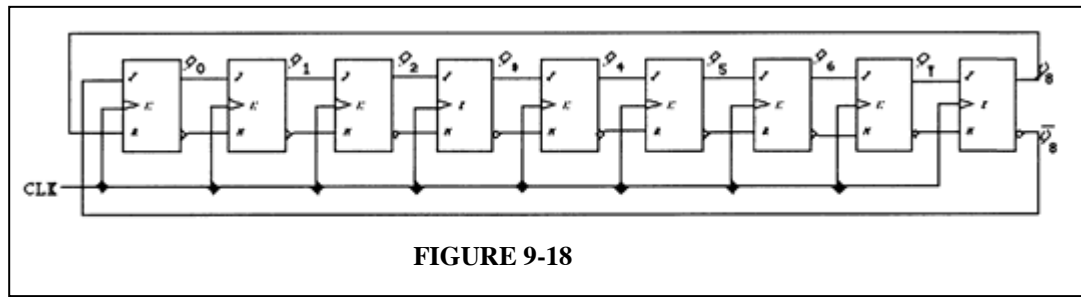 Q0 Q1 Q2 Q3 Q4 Q5 Q6 Q7 Q8
J J J J J J J J J
C C C C C C C C C
K K K K K K K K K
Q̅8
CLK
FIGURE 9-18